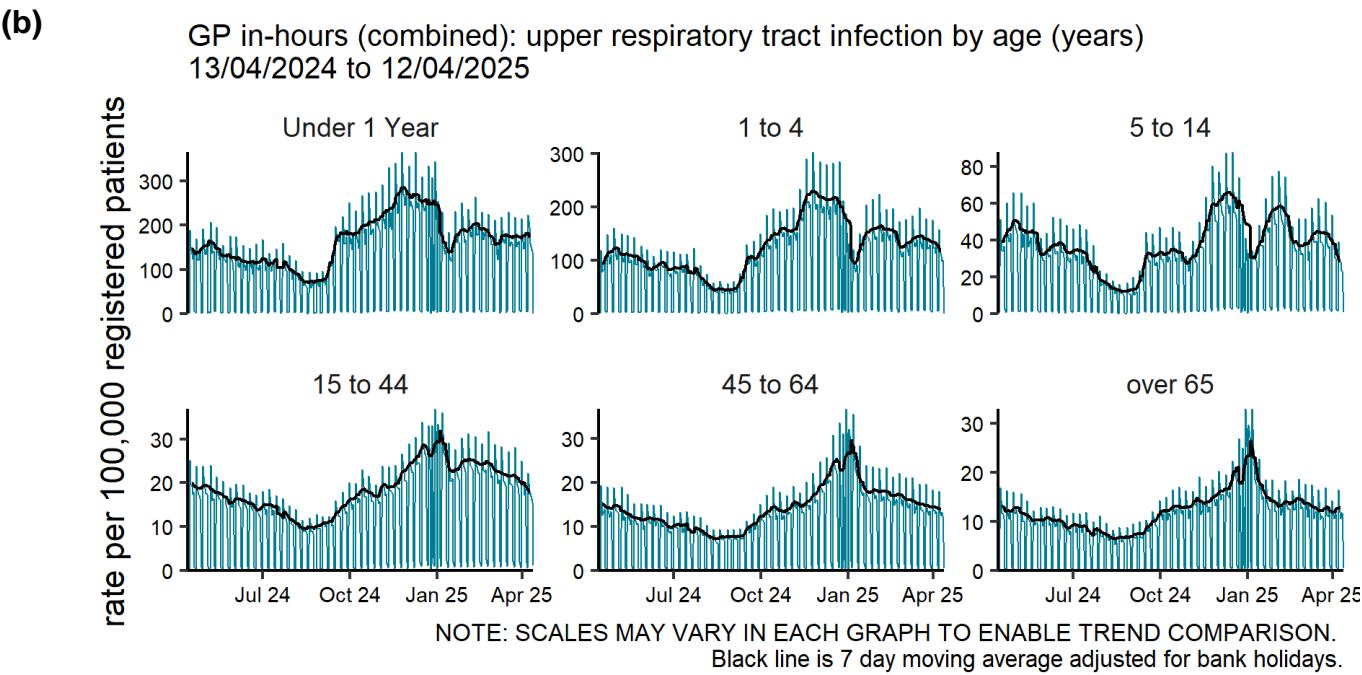 (b)
GP in-hours (combined): upper respiratory tract infection by age (years)
13/04/2024 to 12/04/2025
rate per 100,000 registered patients
Under 1 Year
1 to 4
5 to 14
300
200
100
0
300
200
100
0
80
60
40
20
0
15 to 44
45 to 64
over 65
30
20
10
0
30
20
10
0
30
20
10
0
Jul 24 Oct 24 Jan 25 Apr 25
Jul 24 Oct 24 Jan 25 Apr 25
Jul 24 Oct 24 Jan 25 Apr 25
NOTE: SCALES MAY VARY IN EACH GRAPH TO ENABLE TREND COMPARISON.
Black line is 7 day moving average adjusted for bank holidays.